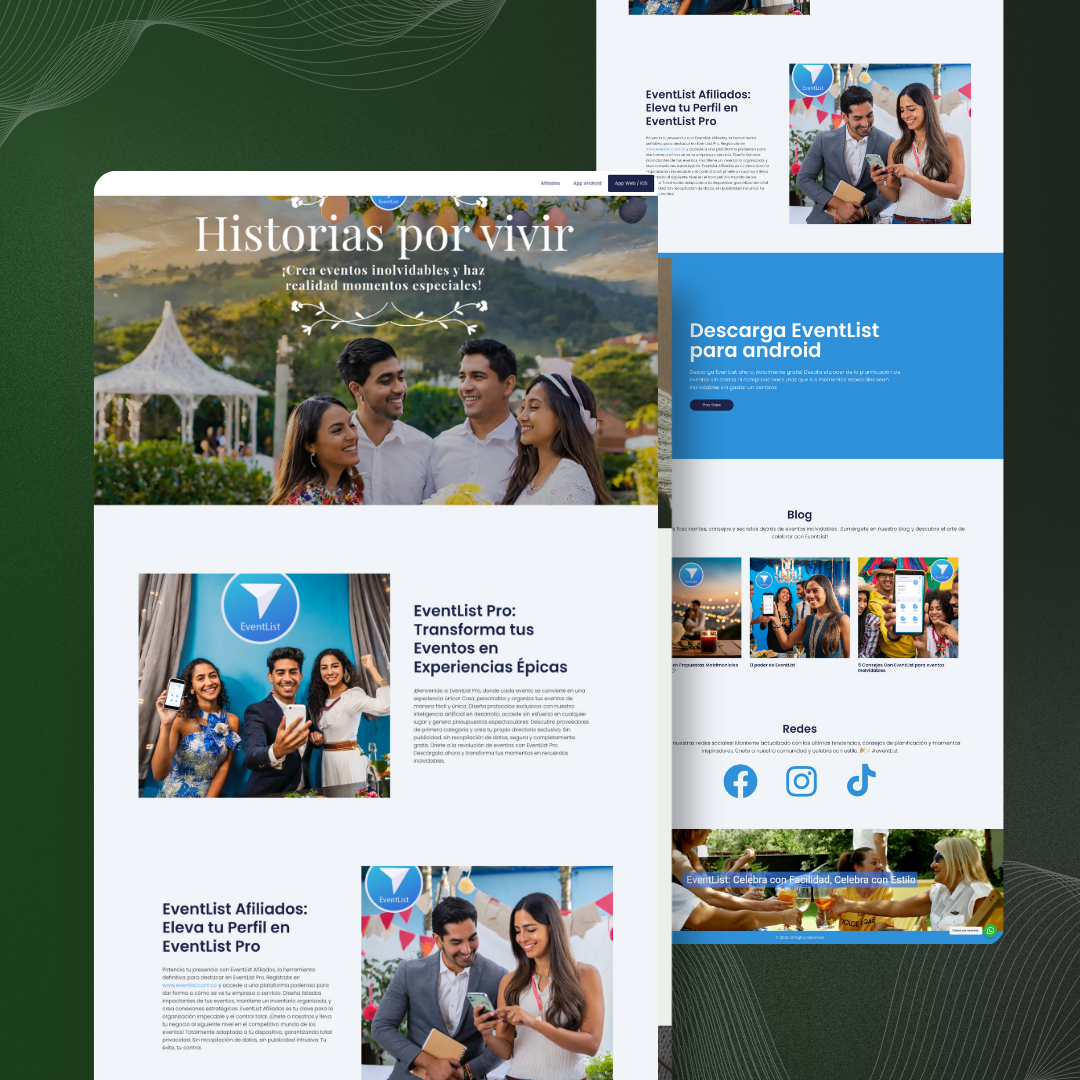 Afiliados App Android App Web / iOS
EventList
Historias por vivir
¡Crea eventos inolvidables y haz
realidad momentos especiales!
EventList
EventList Pro:
Transforma tus
Eventos en
Experiencias Épicas
¡Bienvenido a EventList Pro, donde cada evento se convierte en una
experiencia única! Crea, personaliza y organiza tus eventos de
manera fácil y única. Diseña protocolos exclusivos con nuestra
inteligencia artificial en desarrollo, accede sin esfuerzo en cualquier
lugar y genera presupuestos espectaculares. Descubre proveedores
de primera categoría y crea tu propio directorio exclusivo. Sin
publicidad, sin recopilación de datos, segura y completamente
gratis. Únete a la revolución de eventos con EventList Pro.
Descárgala ahora y transforma tus momentos en recuerdos
inolvidables.
EventList Afiliados:
Eleva tu Perfil en
EventList Pro
Potencia tu presencia con EventList Afiliados, la herramienta
definitiva para destacar en EventList Pro. Regístrate en
www.eventlist.com.co y accede a una plataforma poderosa para
dar forma a cómo se ve tu empresa o servicio. Diseña listados
impactantes de tus eventos, mantiene un inventario organizado, y
crea conexiones estratégicas. EventList Afiliados es tu clave para la
organización impecable y el control total. ¡Únete a nosotros y lleva
tu negocio al siguiente nivel en el competitivo mundo de los
eventos! Totalmente adaptada a tu dispositivo, garantizando total
privacidad. Sin recopilación de datos, sin publicidad intrusiva. Tu
éxito, tu control.
EventList
EventList Afiliados:
Eleva tu Perfil en
EventList Pro
EventList
Descarga EventList
para android
Descarga EventList ahora, ¡totalmente gratis! Desata el poder de la planificación de
eventos sin costos ni complicaciones. ¡Haz que tus momentos especiales sean
inolvidables sin gastar un centavo!
Play Store
Blog
fascinantes, consejos y secretos detrás de eventos inolvidables. ¡Sumérgete en nuestro blog y descubre el arte de
celebrar con EventList!
en Propuestas Matrimoniales
El poder de EventList
5 Consejos Con EventList para eventos
inolvidables
Redes
nuestras redes sociales! Mantente actualizado con las últimas tendencias, consejos de planificación y momentos
inspiradores. Únete a nuestra comunidad y celebra con estilo. 🎉✨ #EventList
EventList: Celebra con Facilidad, Celebra con Estilo